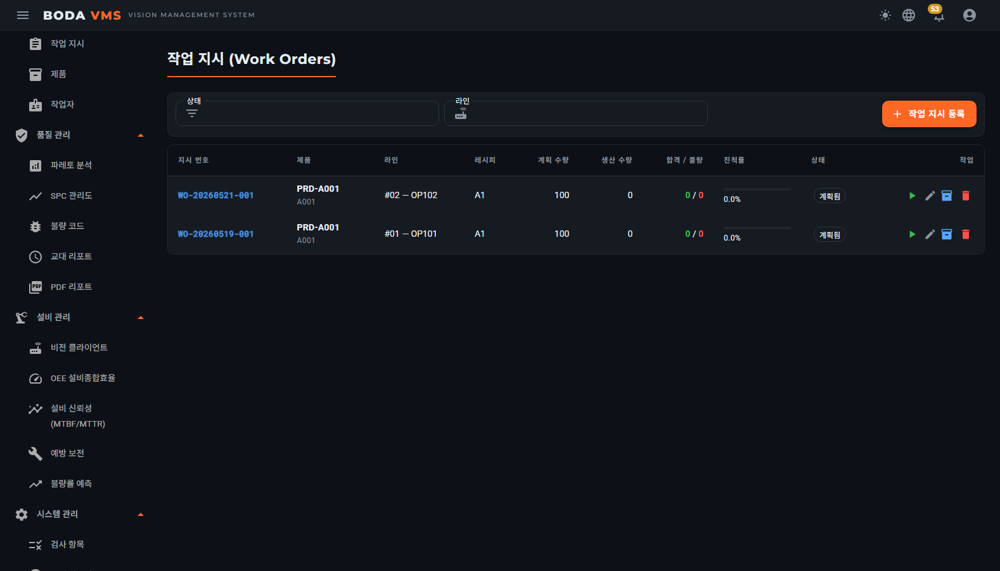 BODA VMS VISION MANAGEMENT SYSTEM
53
작업 지시
제품
작업자
품질 관리
파레토 분석
SPC 관리도
불량 코드
교대 리포트
PDF 리포트
설비 관리
비전 클라이언트
OEE 설비종합효율
설비 신뢰성
(MTBF/MTTR)
예방 보전
불량률 예측
시스템 관리
검사 항목
작업 지시 (Work Orders)
상태
라인
작업 지시 등록
지시 번호 제품 라인 레시피 계획 수량 생산 수량 합격 / 불량 진척률 상태 작업
WO-20260521-001 PRD-A001 #02 — OP102 A1 100 0 0 / 0 0.0% 계획됨
A001
WO-20260519-001 PRD-A001 #01 — OP101 A1 100 0 0 / 0 0.0% 계획됨
A001